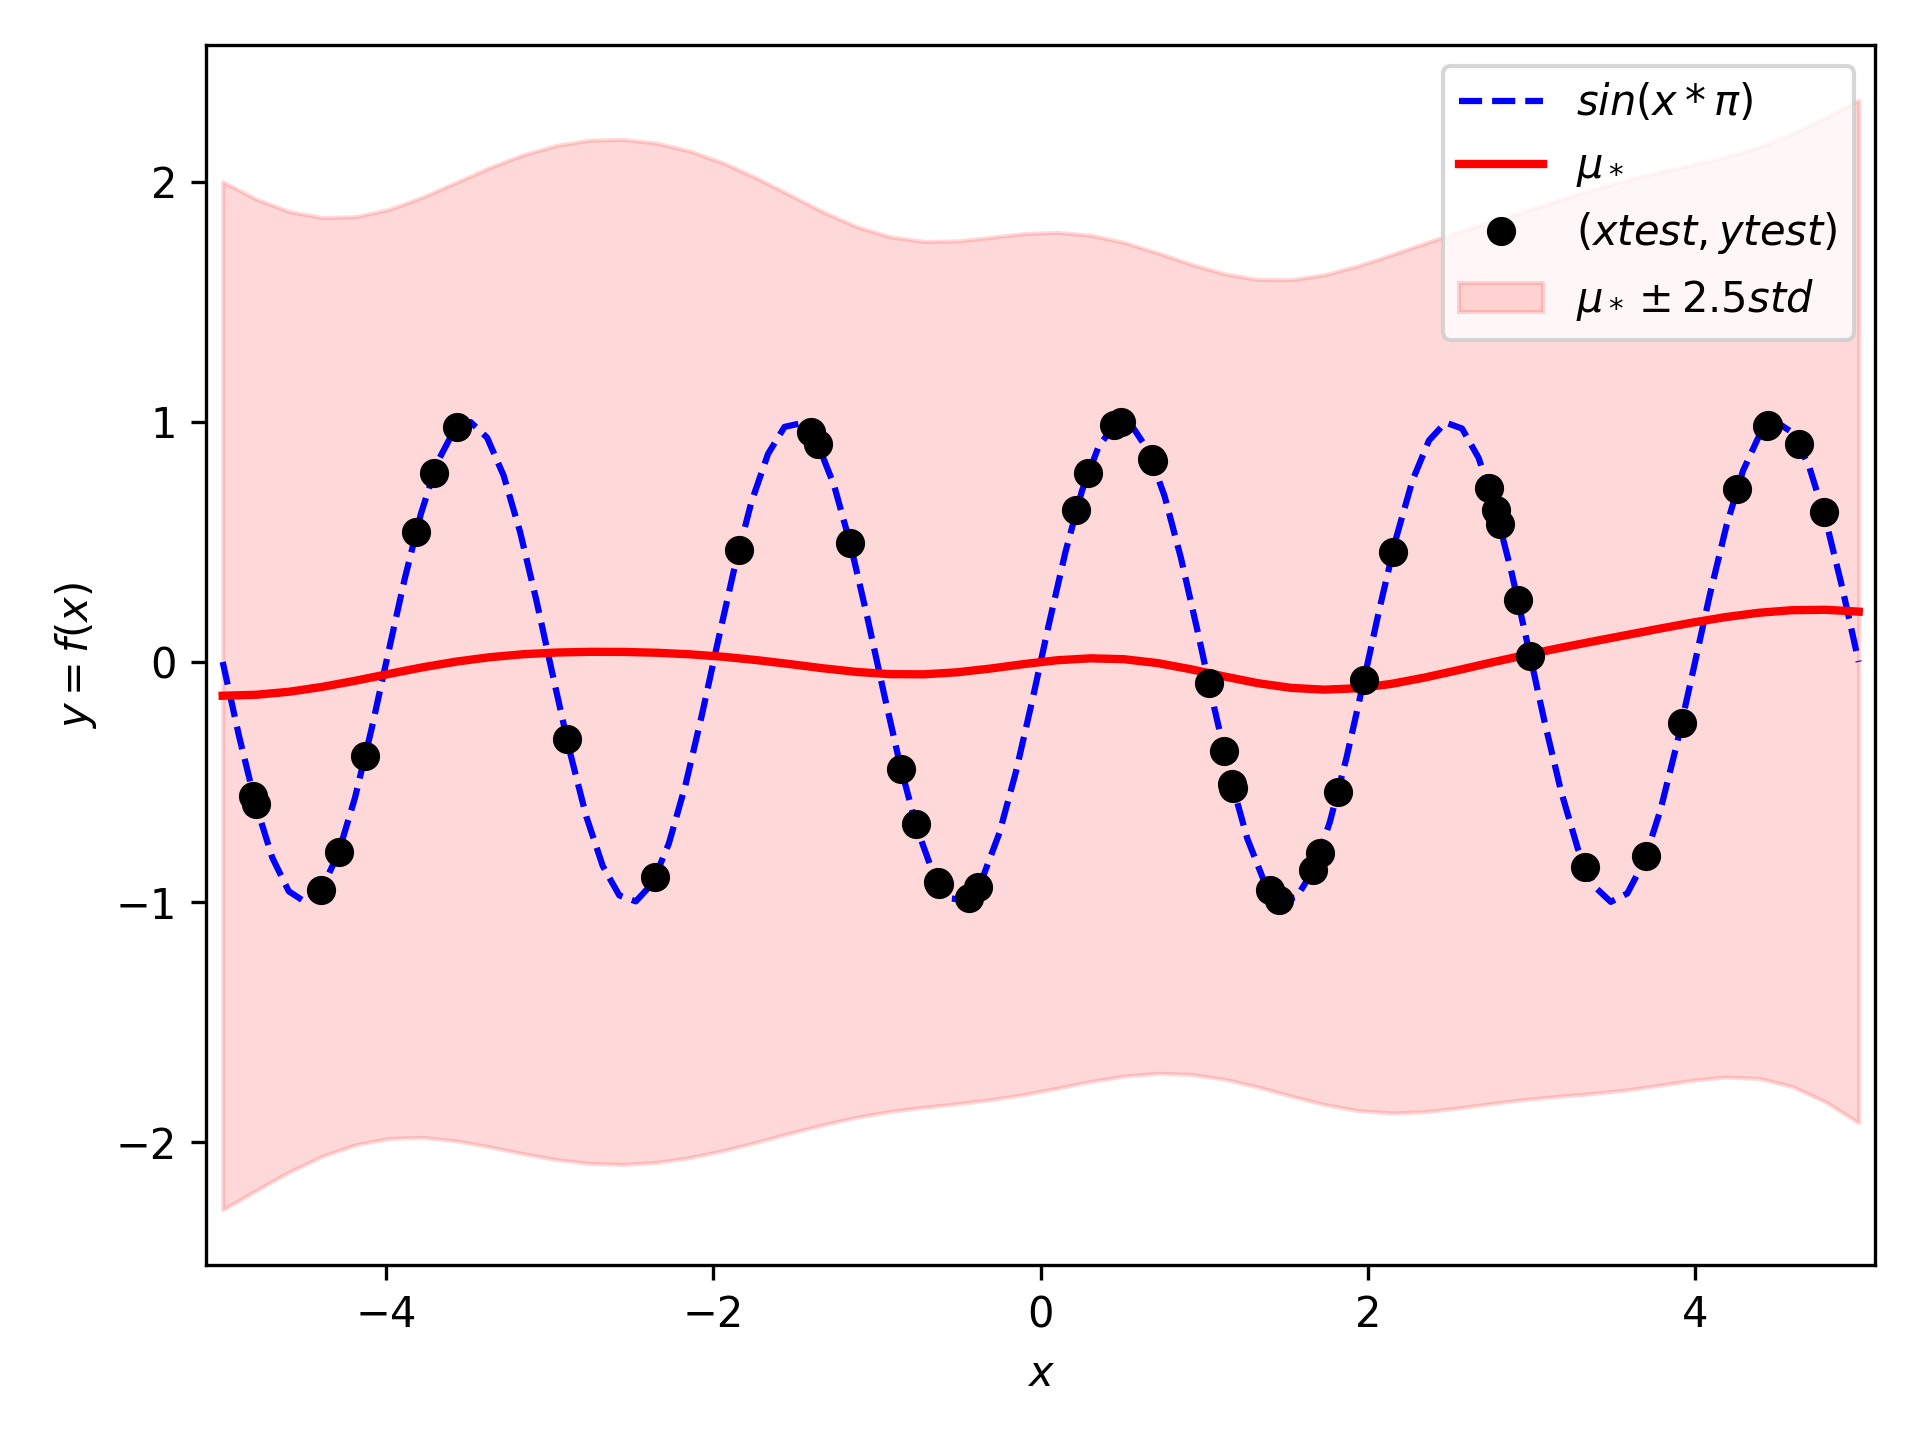 sin(x * π)
μ*
(xtest, ytest)
μ* ± 2.5std
2
1
0
−1
−2
y = f(x)
−4 −2 0 2 4
x